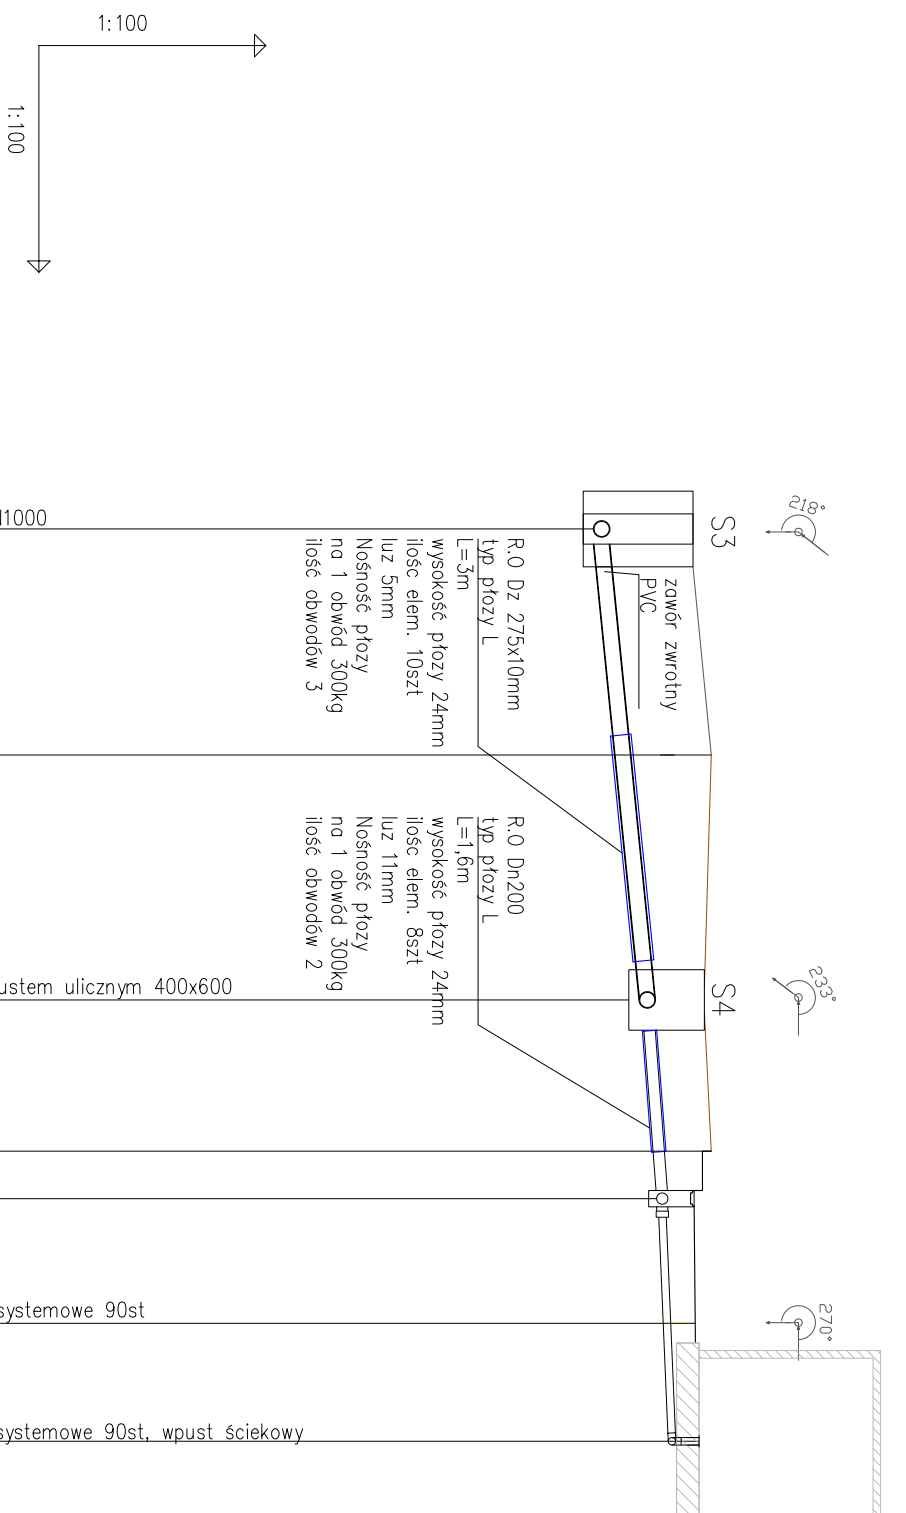 1:100
1:100
218°
S3
zawór zwrotny
PVC
R.O Dz 275x10mm
typ płozy L
L=3m
wysokość płozy 24mm
ilośc elem. 10szt
luz 5mm
Nośność płozy
na 1 obwód 300kg
ilość obwodów 3
233°
S4
R.O Dn200
typ płozy L
L=1,6m
wysokość płozy 24mm
ilośc elem. 8szt
luz 11mm
Nośność płozy
na 1 obwód 300kg
ilość obwodów 2
ustem ulicznym 400x600
270°
systemowe 90st
systemowe 90st, wpust ściekowy